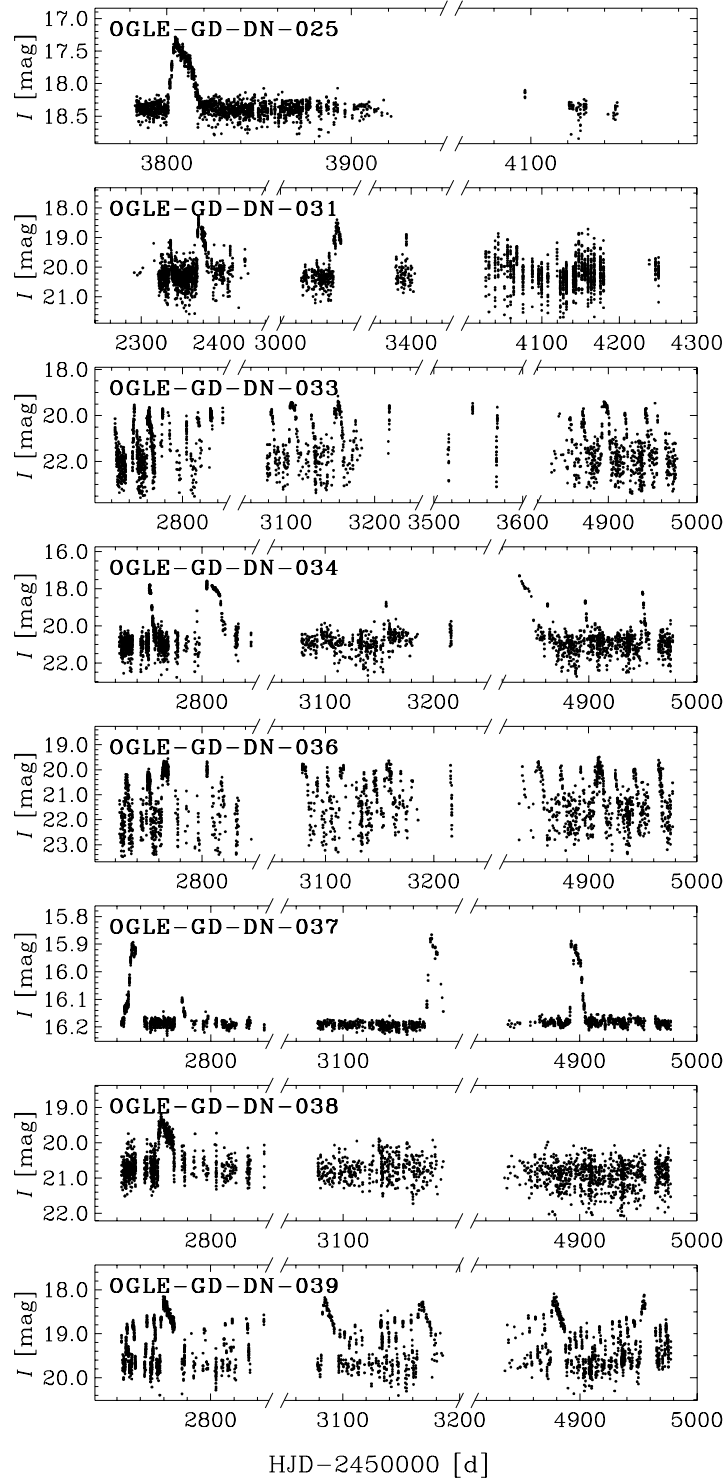 OGLE-GD-DN-025
17.0
17.5
18.0
18.5
I [mag]
3800 3900 4100
OGLE-GD-DN-031
18.0
19.0
20.0
21.0
I [mag]
2300 2400 3000 3400 4100 4200 4300
OGLE-GD-DN-033
18.0
20.0
22.0
I [mag]
2800 3100 3200 3500 3600 4900 5000
OGLE-GD-DN-034
16.0
18.0
20.0
22.0
I [mag]
2800 3100 3200 4900 5000
OGLE-GD-DN-036
19.0
20.0
21.0
22.0
23.0
I [mag]
2800 3100 3200 4900 5000
OGLE-GD-DN-037
15.8
15.9
16.0
16.1
16.2
I [mag]
2800 3100 4900 5000
OGLE-GD-DN-038
19.0
20.0
21.0
22.0
I [mag]
2800 3100 4900 5000
OGLE-GD-DN-039
18.0
19.0
20.0
I [mag]
2800 3100 3200 4900 5000
HJD-2450000 [d]